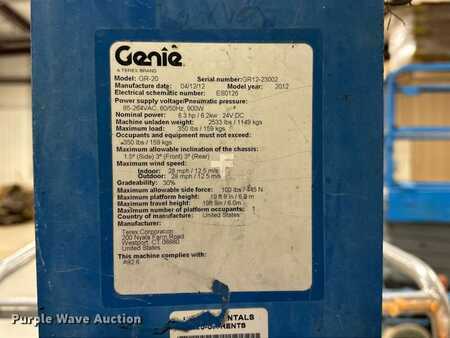 Genie
A TEREX BRAND
Model: GR-20 Serial number: GR12-23002
Manufacture date: 04/12/12 Model year: 2012
Electrical schematic number: ES0126
Power supply voltage/Pneumatic pressure:
85-264VAC, 60/50Hz, 900W
Nominal power: 8.3 hp / 6.2kw : 24V DC
Machine unladen weight: 2533 lbs / 1149 kgs
Maximum load: 350 lbs / 159 kgs
Occupants and equipment must not exceed:
350 lbs / 159 kgs
Maximum allowable inclination of the chassis:
1.5° (Side) 3° (Front) 3° (Rear)
Maximum wind speed:
Indoor: 28 mph / 12.5 m/s
Outdoor: 28 mph / 12.5 m/s
Gradeability: 30%
Maximum allowable side force: 100 lbs / 445 N
Maximum platform height: 19 ft 9 in / 6.0 m
Maximum travel height: 19ft 9in / 6.0m
Maximum number of platform occupants: 1
Country of manufacture: United States
Manufacturer:
Terex Corporation
200 Nyala Farm Road
Westport, CT 06880
United States
This machine complies with:
A92.6
NTALS
RENTS
Purple Wave Auction